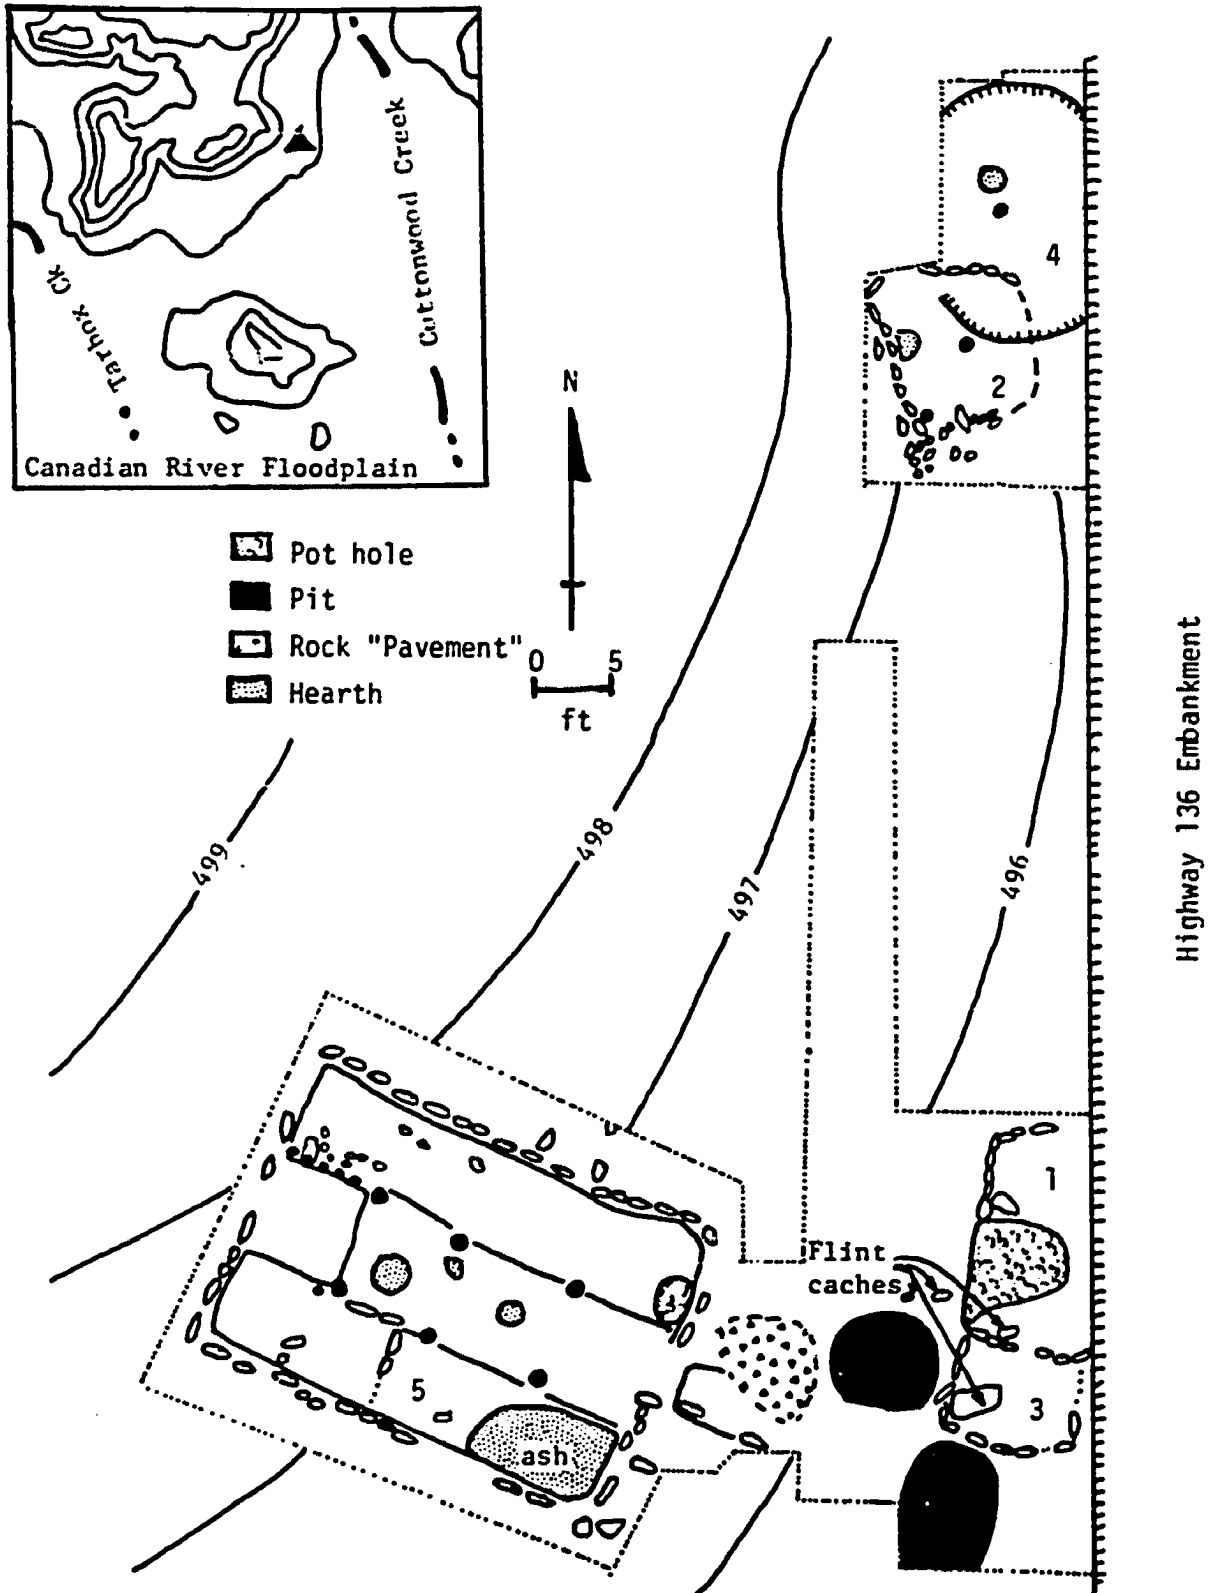 Cottonwood Creek
Tarbox Ck
Canadian River Floodplain
N
Pot hole
Pit
Rock "Pavement"
Hearth
0 5
ft
4
2
499
498
497
496
Highway 136 Embankment
1
Flint
caches
3
5
ash